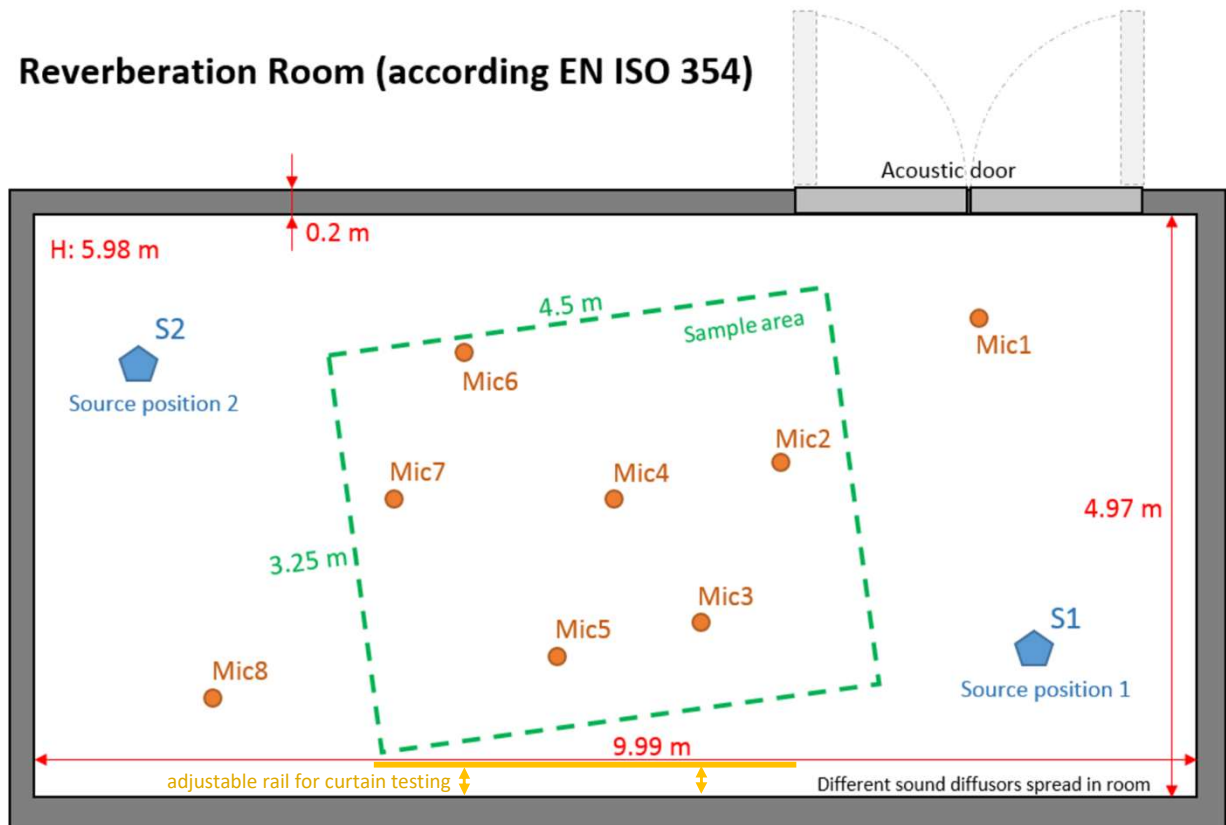 Reverberation Room (according EN ISO 354)
Acoustic door
0.2 m
H: 5.98 m
4.5 m
Sample area
S2
Source position 2
Mic1
Mic6
Mic2
Mic7
Mic4
4.97 m
3.25 m
Mic3
S1
Mic5
Mic8
Source position 1
9.99 m
adjustable rail for curtain testing
Different sound diffusors spread in room